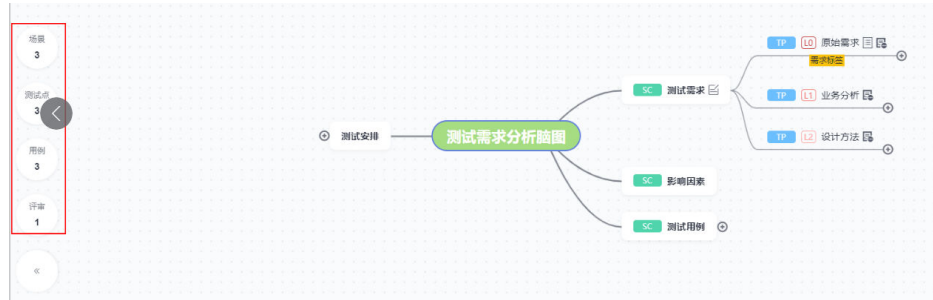 场景
3
测试点
3
用例
3
评审
1
«
测试安排
测试需求分析脑图
SC 测试需求
SC 影响因素
SC 测试用例
TP L0 原始需求
需求标签
TP L1 业务分析
TP L2 设计方法